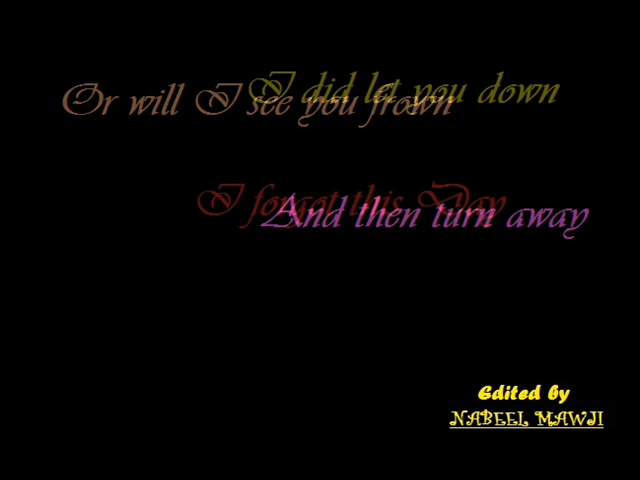 I did let you down
Or will I see you frown
I forgot this Day
And then turn away
Edited by
NABEEL MAWJI